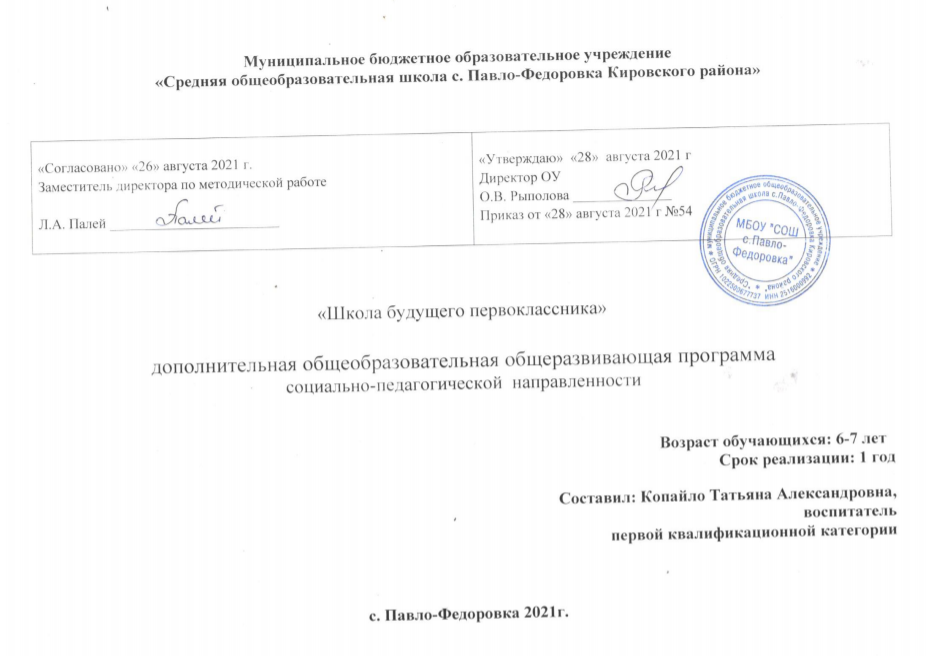 Муниципальное бюджетное образовательное учреждение
«Средняя общеобразовательная школа с. Павло-Федоровка Кировского района»
«Согласовано» «26» августа 2021 г.
Заместитель директора по методической работе
Л.А. Палей Палей
«Утверждаю» «28» августа 2021 г
Директор ОУ
О.В. Рыполова
Приказ от «28» августа 2021 г №54
МБОУ "СОШ
с.Павло-
Федоровка"
«Школа будущего первоклассника»
дополнительная общеобразовательная общеразвивающая программа
социально-педагогической направленности
Возраст обучающихся: 6-7 лет
Срок реализации: 1 год
Составил: Копайло Татьяна Александровна,
воспитатель
первой квалификационной категории
с. Павло-Федоровка 2021г.